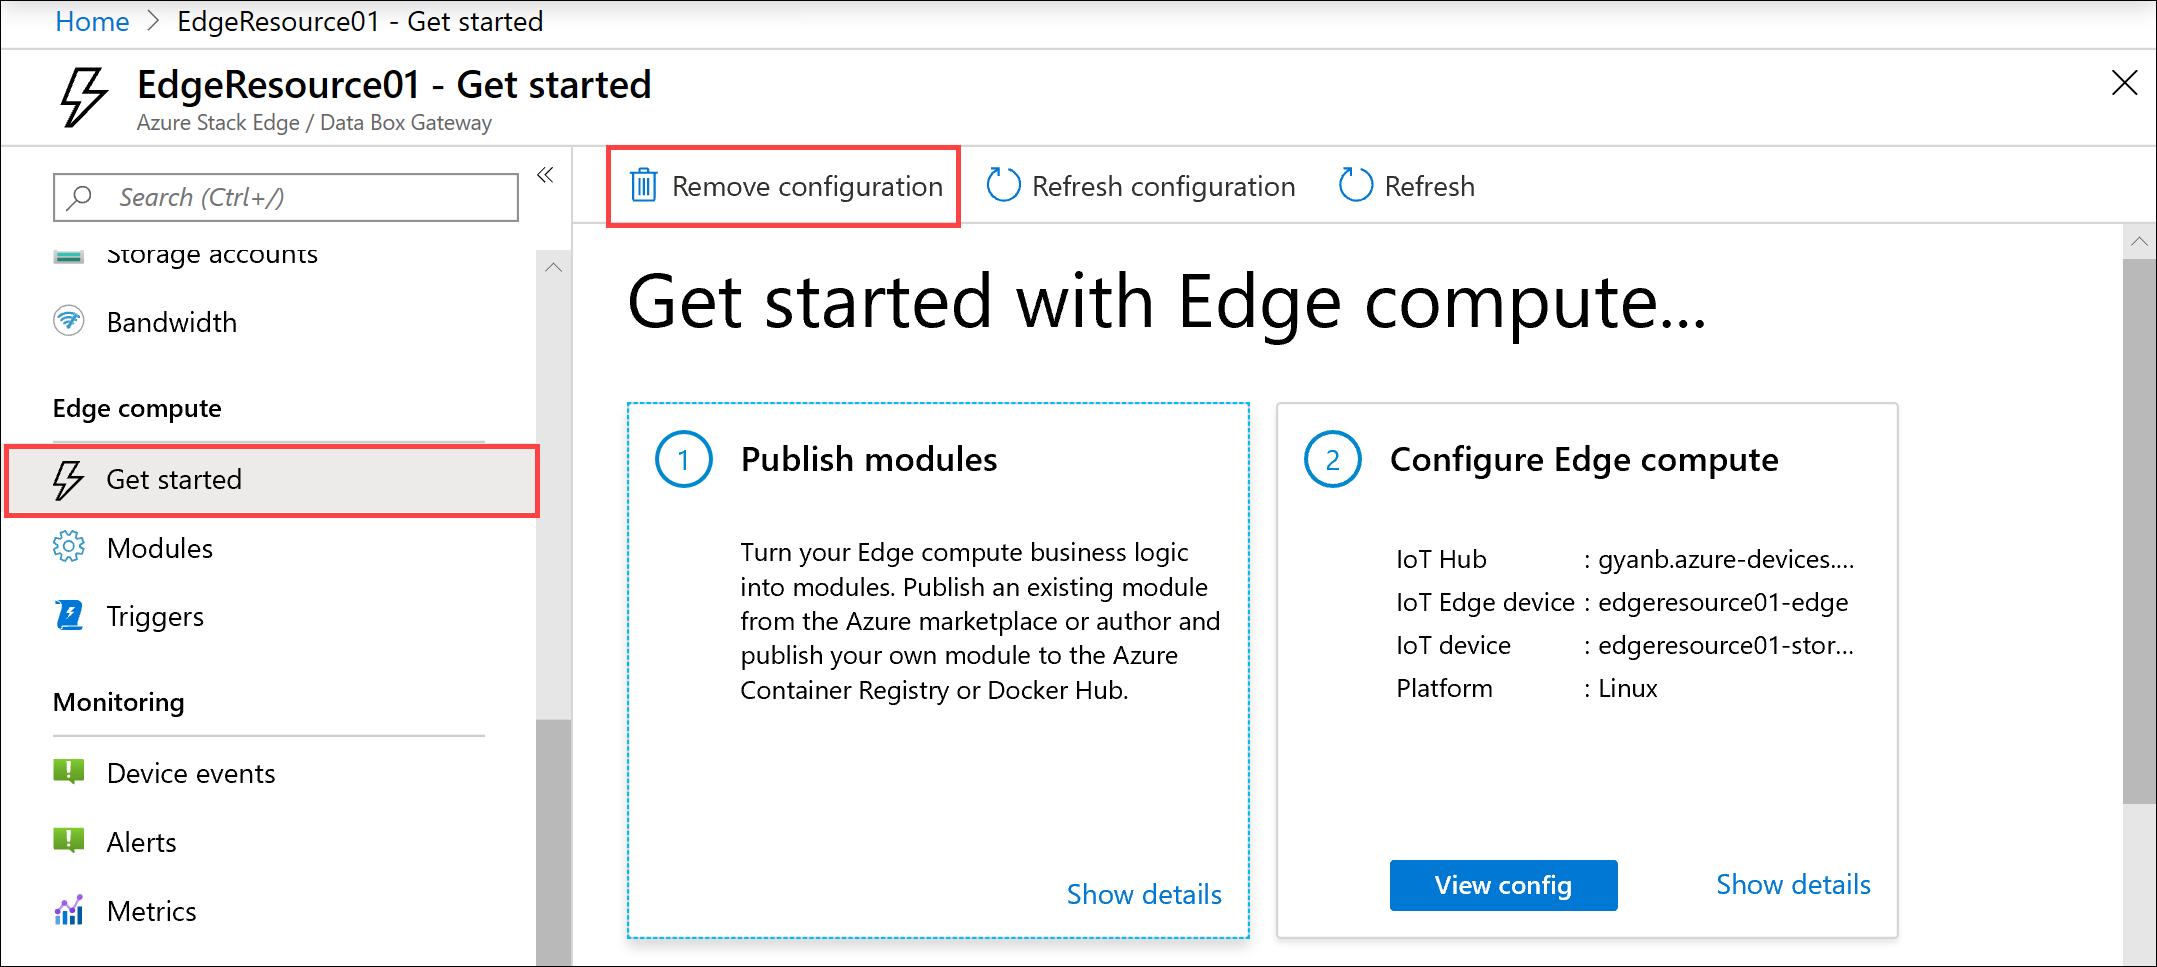 Home > EdgeResource01 - Get started
EdgeResource01 - Get started
Azure Stack Edge / Data Box Gateway
Search (Ctrl+/)
«
Storage accounts
Bandwidth
Edge compute
Get started
Modules
Triggers
Monitoring
Device events
Alerts
Metrics
Remove configuration
Refresh configuration
Refresh
Get started with Edge compute...
1 Publish modules
Turn your Edge compute business logic
into modules. Publish an existing module
from the Azure marketplace or author and
publish your own module to the Azure
Container Registry or Docker Hub.
Show details
2 Configure Edge compute
IoT Hub : gyanb.azure-devices....
IoT Edge device : edgeresource01-edge
IoT device : edgeresource01-stor...
Platform : Linux
View config
Show details